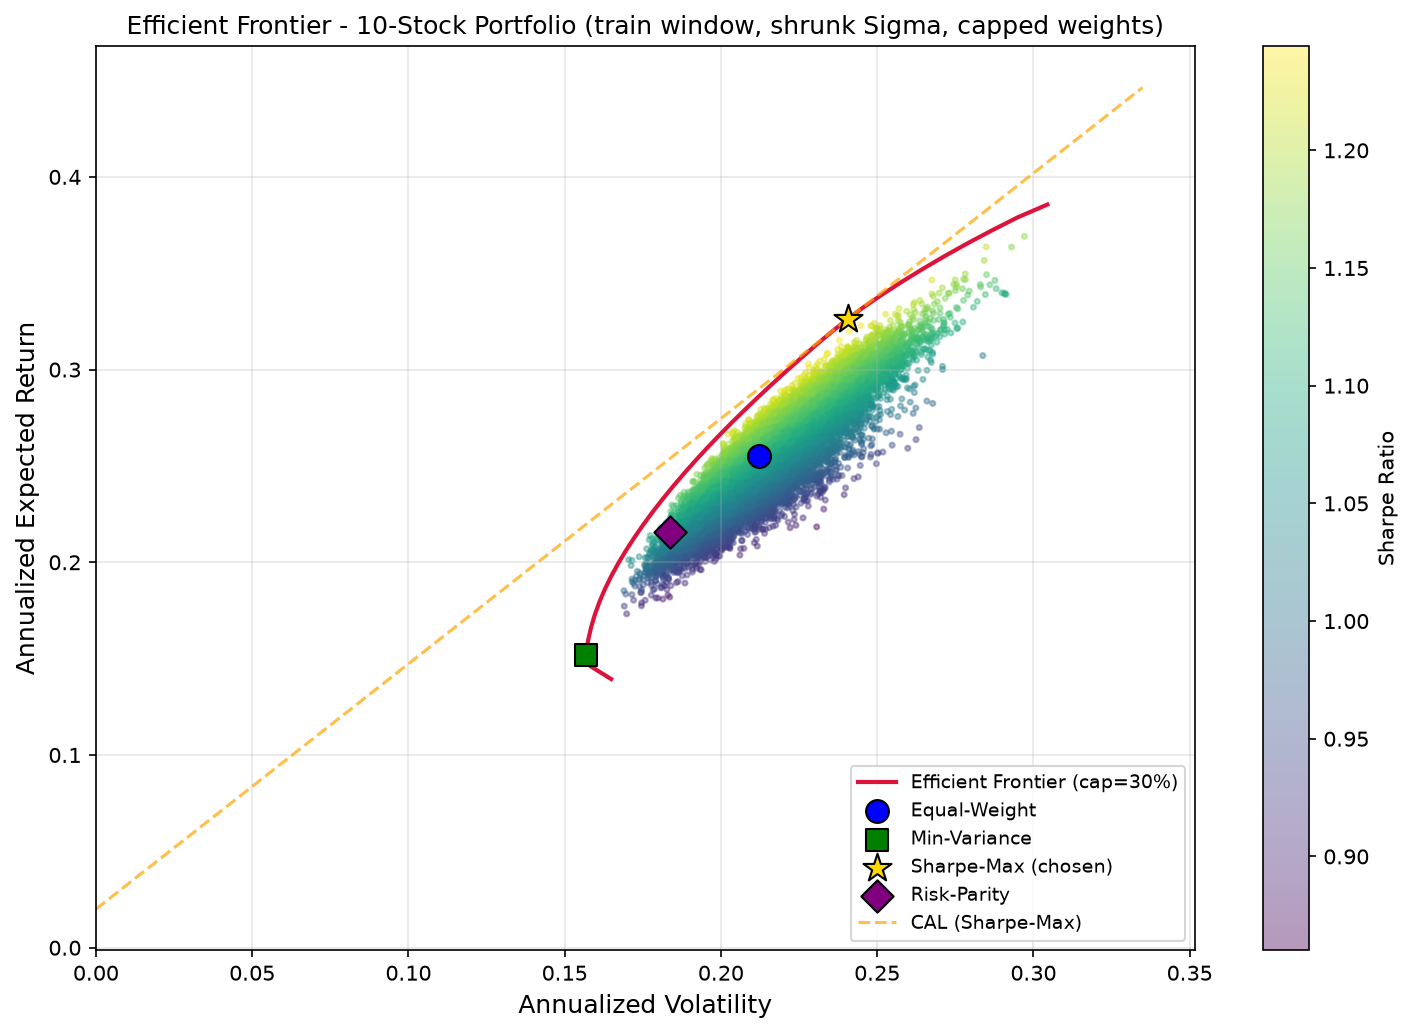 Efficient Frontier - 10-Stock Portfolio (train window, shrunk Sigma, capped weights)
Annualized Expected Return
0.4
0.3
0.2
0.1
0.0
0.00 0.05 0.10 0.15 0.20 0.25 0.30 0.35
Annualized Volatility
Efficient Frontier (cap=30%)
Equal-Weight
Min-Variance
Sharpe-Max (chosen)
Risk-Parity
CAL (Sharpe-Max)
1.20
1.15
1.10
1.05
1.00
0.95
0.90
Sharpe Ratio